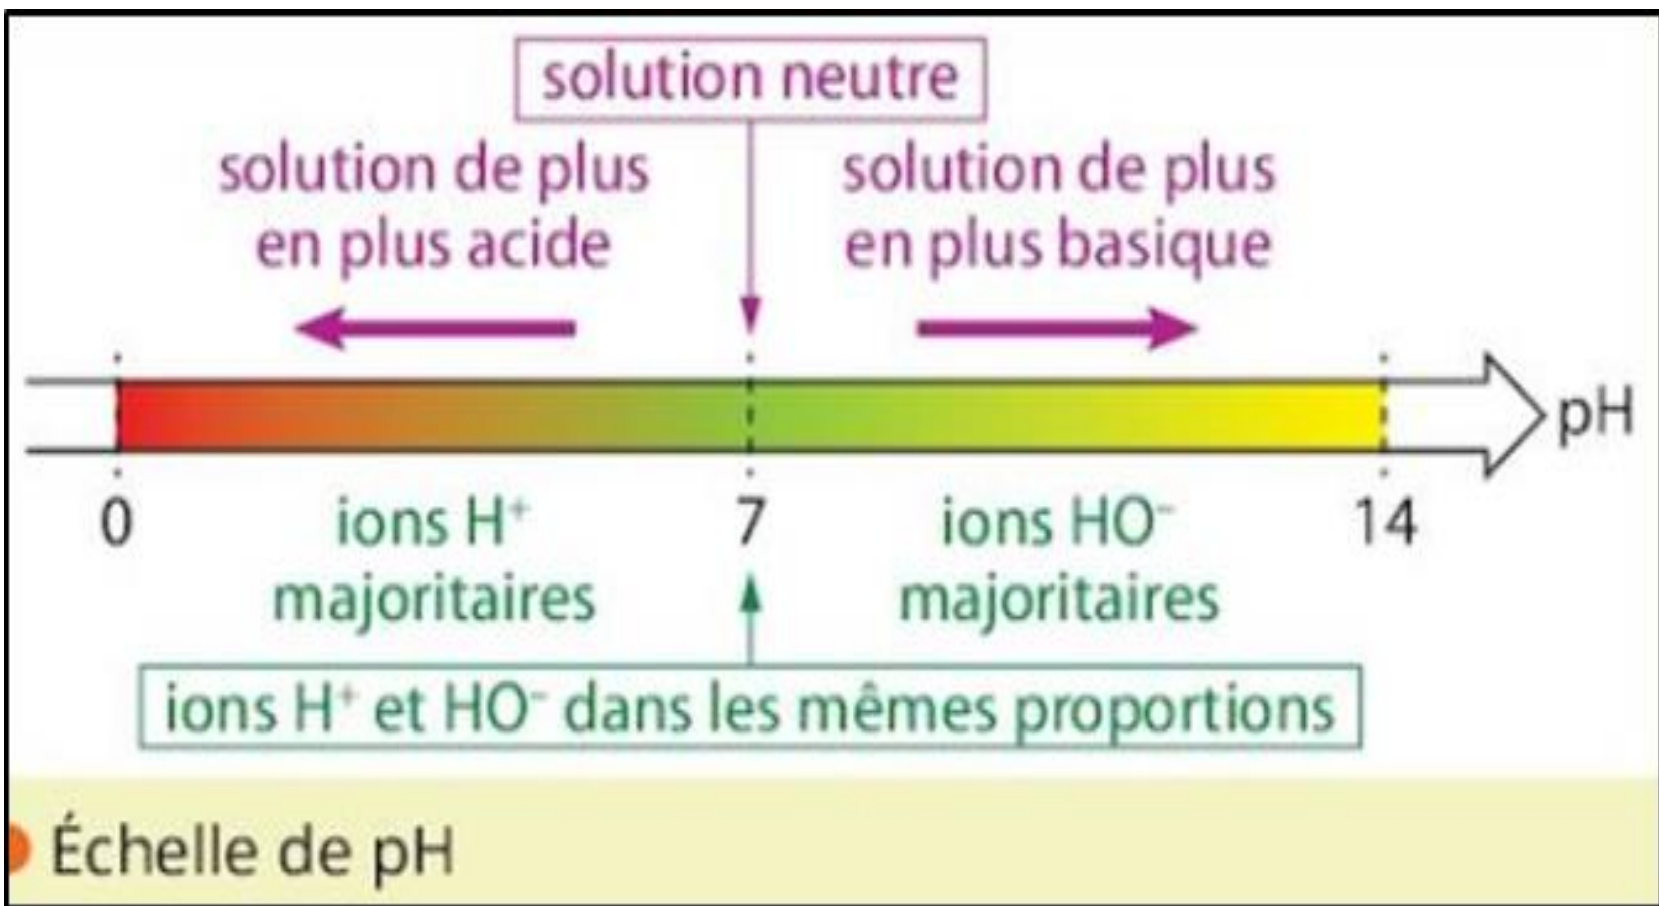 solution neutre
solution de plus
en plus acide
solution de plus
en plus basique
pH
0
ions H⁺
majoritaires
7
ions HO⁻
majoritaires
14
ions H⁺ et HO⁻ dans les mêmes proportions
Échelle de pH